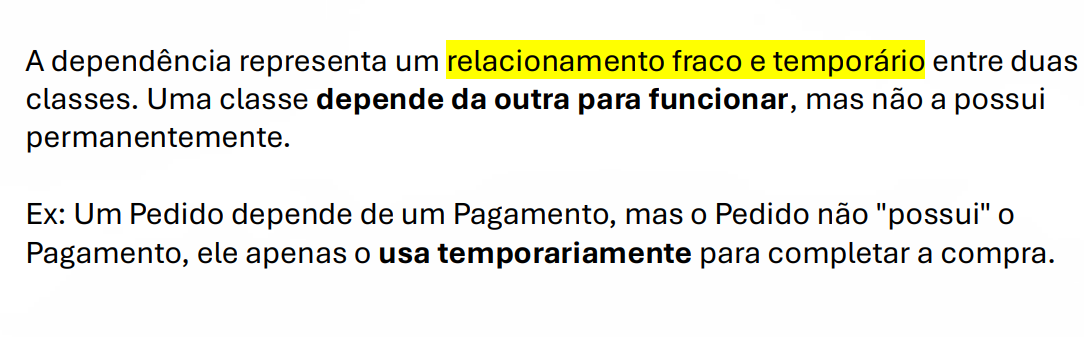 A dependência representa um relacionamento fraco e temporário entre duas
classes. Uma classe depende da outra para funcionar, mas não a possui
permanentemente.
Ex: Um Pedido depende de um Pagamento, mas o Pedido não "possui" o
Pagamento, ele apenas o usa temporariamente para completar a compra.